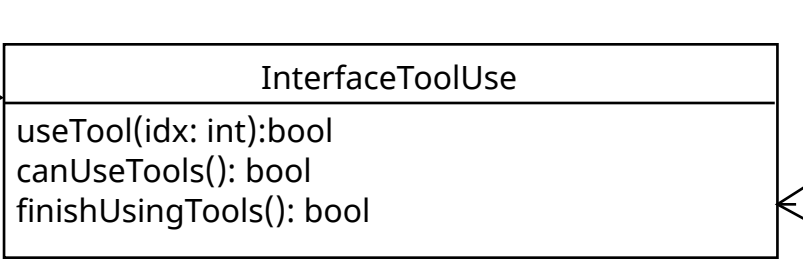 InterfaceToolUse
useTool(idx: int):bool
canUseTools(): bool
finishUsingTools(): bool